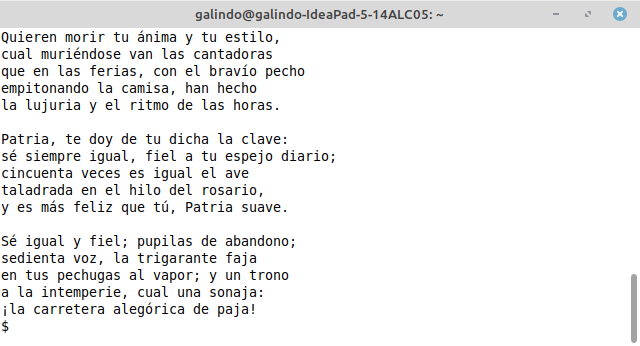 galindo@galindo-IdeaPad-5-14ALC05: ~
Quieren morir tu ánima y tu estilo,
cual muriéndose van las cantadoras
que en las ferias, con el bravío pecho
empitonando la camisa, han hecho
la lujuria y el ritmo de las horas.

Patria, te doy de tu dicha la clave:
sé siempre igual, fiel a tu espejo diario;
cincuenta veces es igual el ave
taladrada en el hilo del rosario,
y es más feliz que tú, Patria suave.

Sé igual y fiel; pupilas de abandono;
sedienta voz, la trigarante faja
en tus pechugas al vapor; y un trono
a la intemperie, cual una sonaja:
¡la carretera alegórica de paja!
$